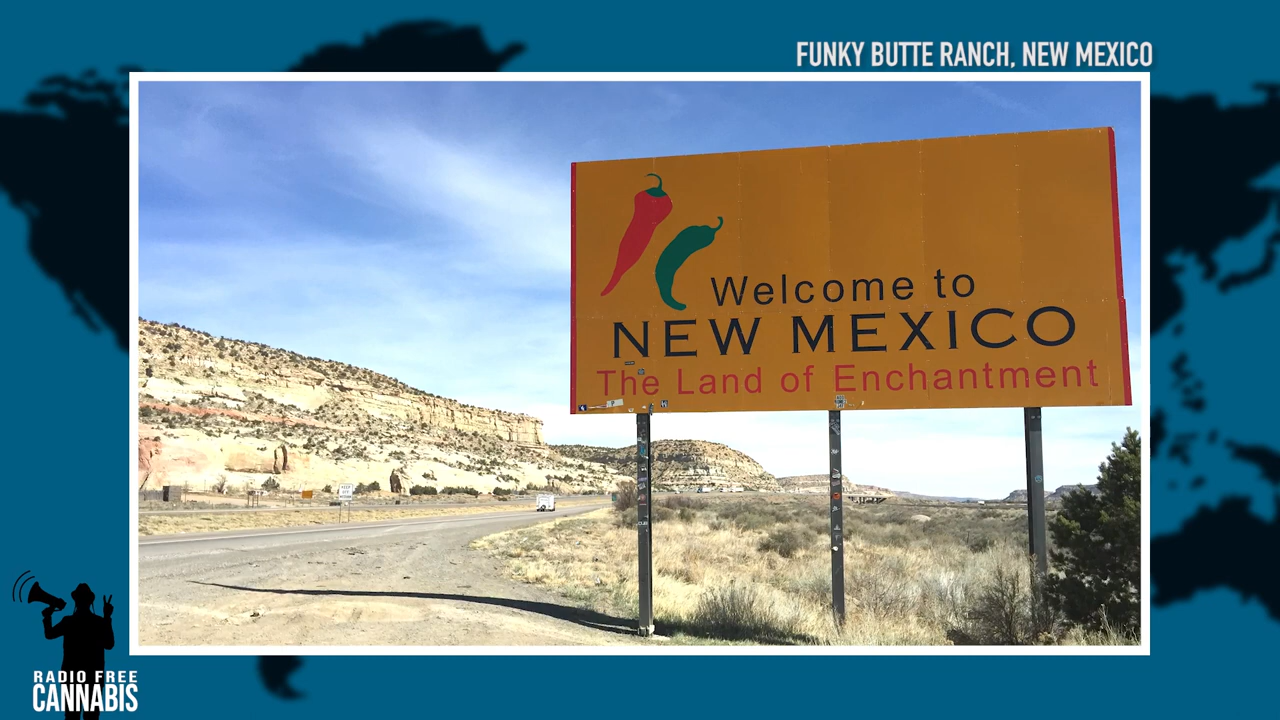 FUNKY BUTTE RANCH, NEW MEXICO
Welcome to
NEW MEXICO
The Land of Enchantment
RADIO FREE
CANNABIS